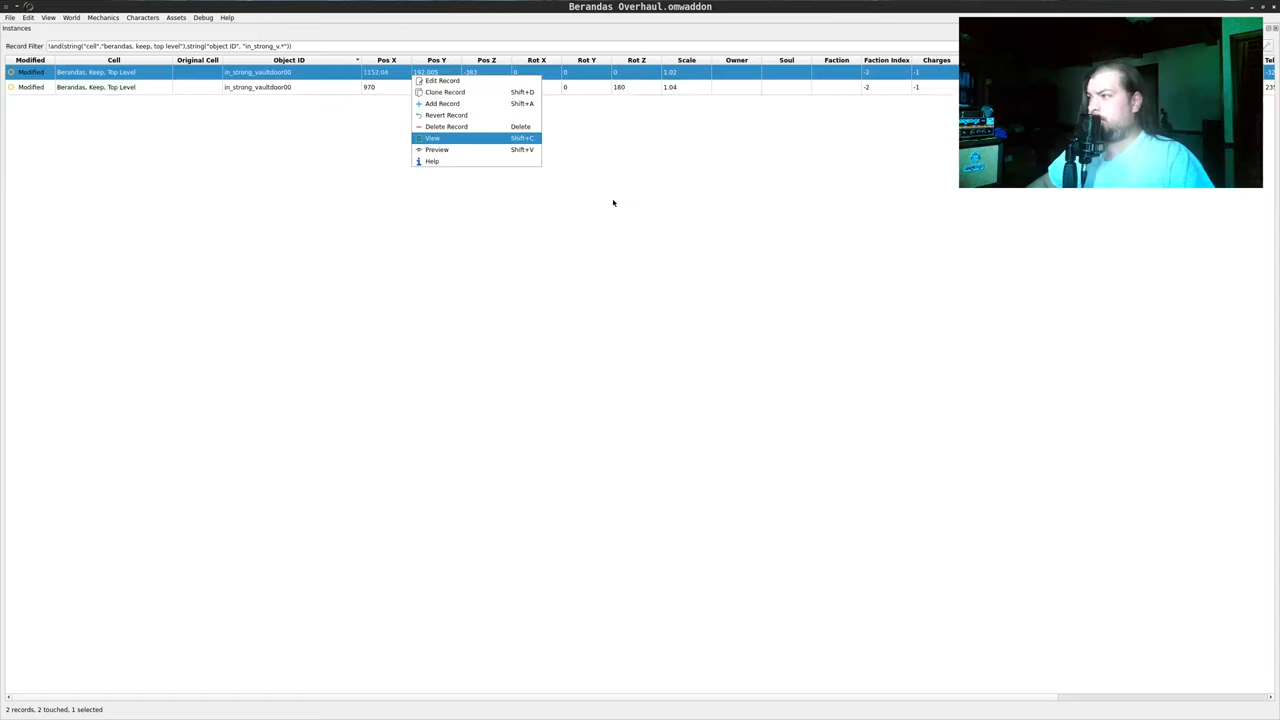 Berandas Overhaul.omwaddon
File Edit View World Mechanics Characters Assets Debug Help
Instances
Record Filter !and(string("cell","berandas, keep, top level"),string("object ID", "in_strong_v.*"))
Modified Cell Original Cell Object ID Pos X Pos Y Pos Z Rot X Rot Y Rot Z Scale Owner Soul Faction Faction Index Charges Tel
Modified Berandas, Keep, Top Level in_strong_vaultdoor00 1152.04 192.005 -383 0 0 0 1.02 -2 -1
Modified Berandas, Keep, Top Level in_strong_vaultdoor00 970 0 180 1.04 -2 -1
Edit Record
Clone Record Shift+D
Add Record Shift+A
Revert Record
Delete Record Delete
View Shift+C
Preview Shift+V
Help
2 records, 2 touched, 1 selected